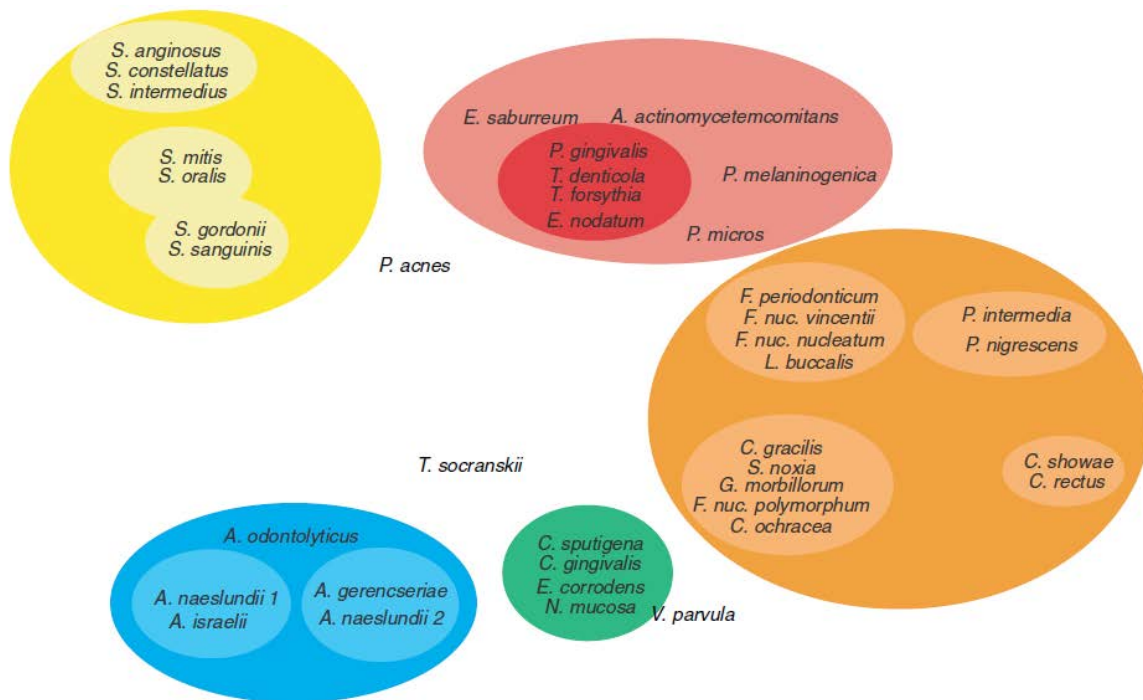 S. anginosus
S. constellatus
S. intermedius
S. mitis
S. oralis
S. gordonii
S. sanguinis
P. acnes
E. saburreum
A. actinomycetemcomitans
P. gingivalis
T. denticola
T. forsythia
E. nodatum
P. melaninogenica
P. micros
F. periodonticum
F. nuc. vincentii
F. nuc. nucleatum
L. buccalis
P. intermedia
P. nigrescens
C. gracilis
S. noxia
G. morbillorum
F. nuc. polymorphum
C. ochracea
C. showae
C. rectus
T. socranskii
A. odontolyticus
A. naeslundii 1
A. israelii
A. gerencseriae
A. naeslundii 2
C. sputigena
C. gingivalis
E. corrodens
N. mucosa
V. parvula